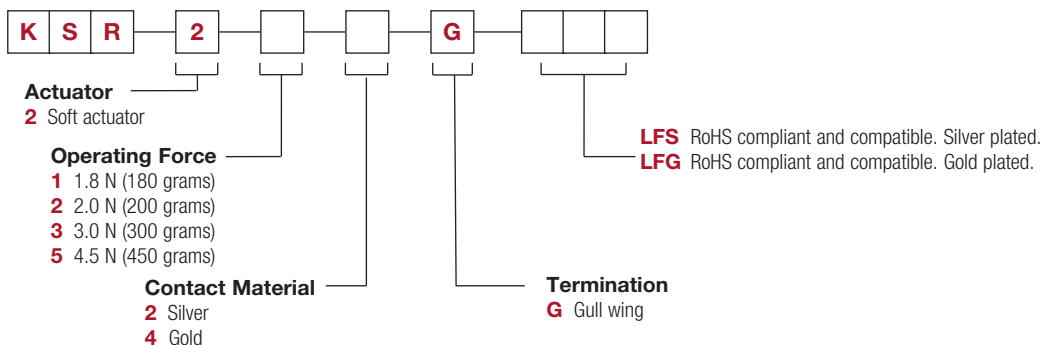 K S R 2 G
Actuator
2 Soft actuator
Operating Force
1 1.8 N (180 grams)
2 2.0 N (200 grams)
3 3.0 N (300 grams)
5 4.5 N (450 grams)
Contact Material
2 Silver
4 Gold
Termination
G Gull wing
LFS RoHS compliant and compatible. Silver plated.
LFG RoHS compliant and compatible. Gold plated.